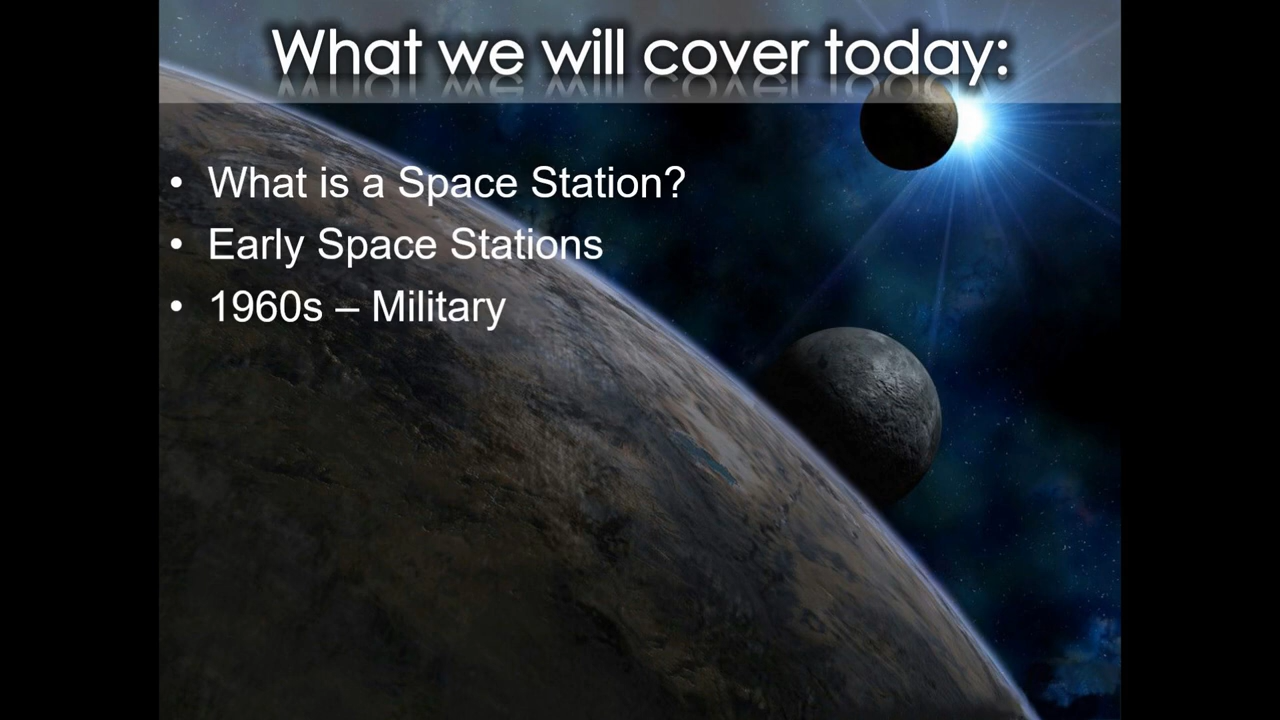 What we will cover today:
• What is a Space Station?
• Early Space Stations
• 1960s – Military